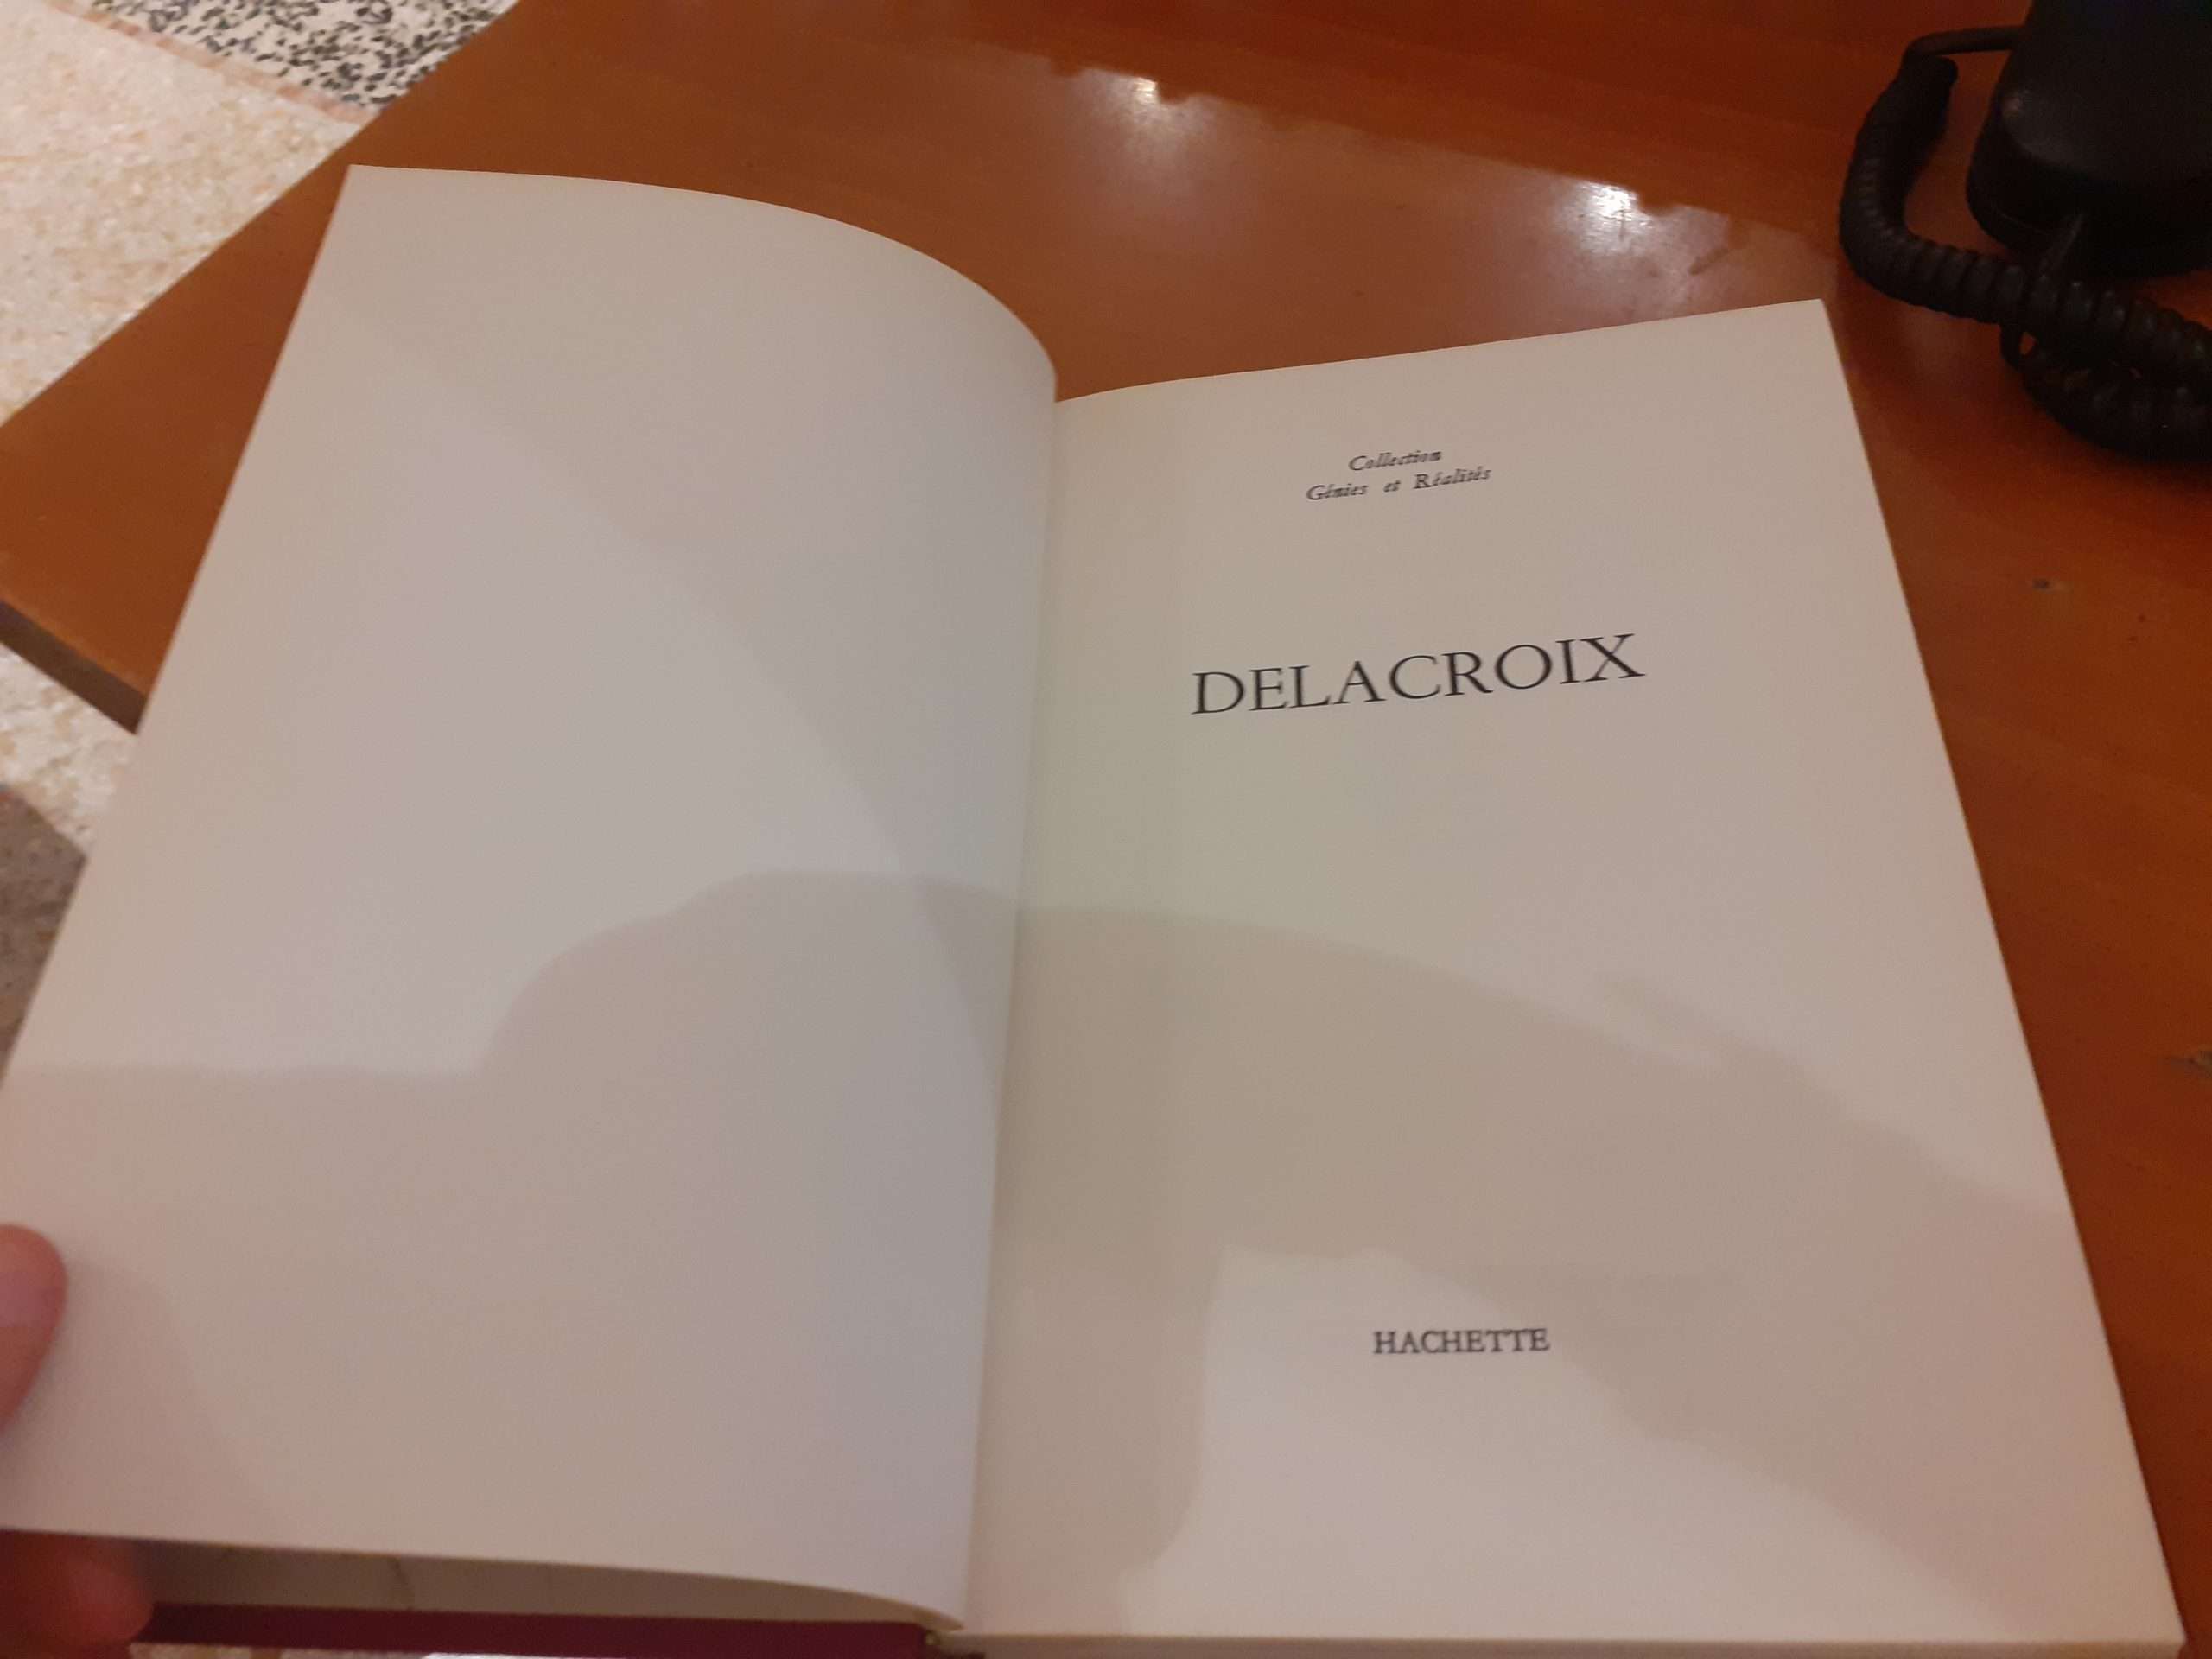 Collection
Génies et Réalités
DELACROIX
HACHETTE